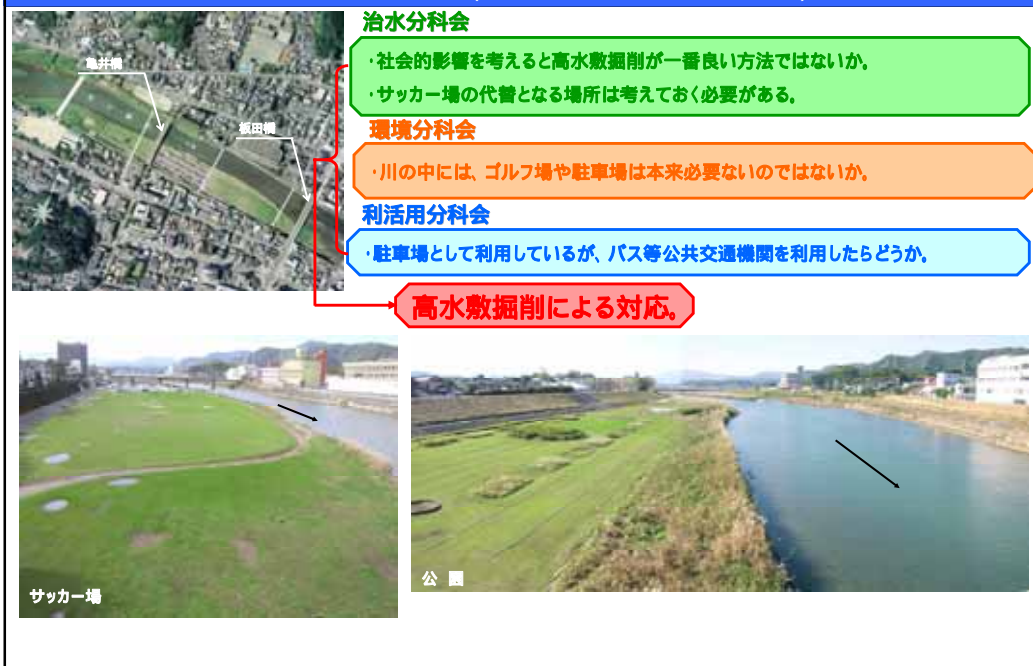 治水分科会
・社会的影響を考えると高水敷掘削が一番良い方法ではないか。
・サッカー場の代替となる場所は考えておく必要がある。
環境分科会
・川の中には、ゴルフ場や駐車場は本来必要ないのではないか。
利活用分科会
・駐車場として利用しているが、バス等公共交通機関を利用したらどうか。
高水敷掘削による対応。
亀井橋
板田橋
サッカー場
公園